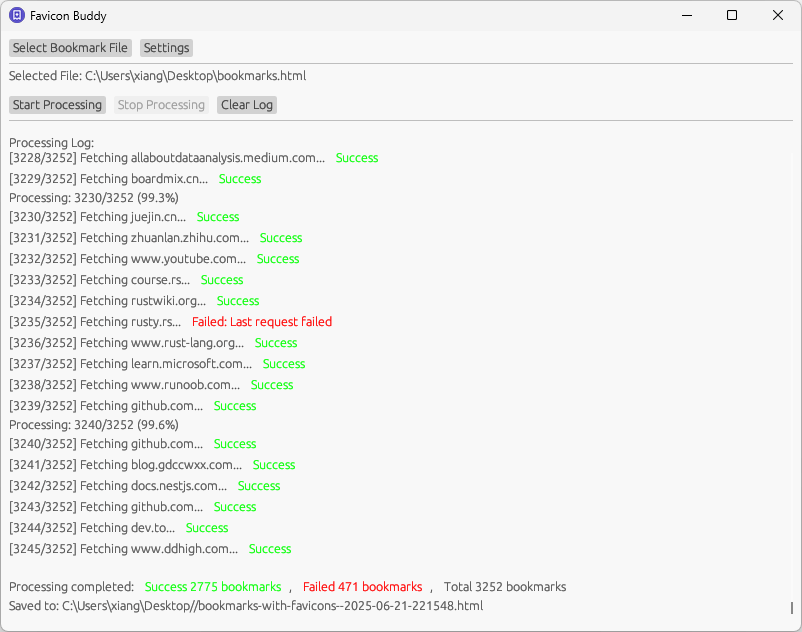 Favicon Buddy
Select Bookmark File Settings
Selected File: C:\Users\xiang\Desktop\bookmarks.html
Start Processing Stop Processing Clear Log
Processing Log:
[3228/3252] Fetching allaboutdataanalysis.medium.com... Success
[3229/3252] Fetching boardmix.cn... Success
Processing: 3230/3252 (99.3%)
[3230/3252] Fetching juejin.cn... Success
[3231/3252] Fetching zhuanlan.zhihu.com... Success
[3232/3252] Fetching www.youtube.com... Success
[3233/3252] Fetching course.rs... Success
[3234/3252] Fetching rustwiki.org... Success
[3235/3252] Fetching rusty.rs... Failed: Last request failed
[3236/3252] Fetching www.rust-lang.org... Success
[3237/3252] Fetching learn.microsoft.com... Success
[3238/3252] Fetching www.runoob.com... Success
[3239/3252] Fetching github.com... Success
Processing: 3240/3252 (99.6%)
[3240/3252] Fetching github.com... Success
[3241/3252] Fetching blog.gdccwxx.com... Success
[3242/3252] Fetching docs.nestjs.com... Success
[3243/3252] Fetching github.com... Success
[3244/3252] Fetching dev.to... Success
[3245/3252] Fetching www.ddhigh.com... Success
Processing completed: Success 2775 bookmarks , Failed 471 bookmarks , Total 3252 bookmarks
Saved to: C:\Users\xiang\Desktop//bookmarks-with-favicons--2025-06-21-221548.html